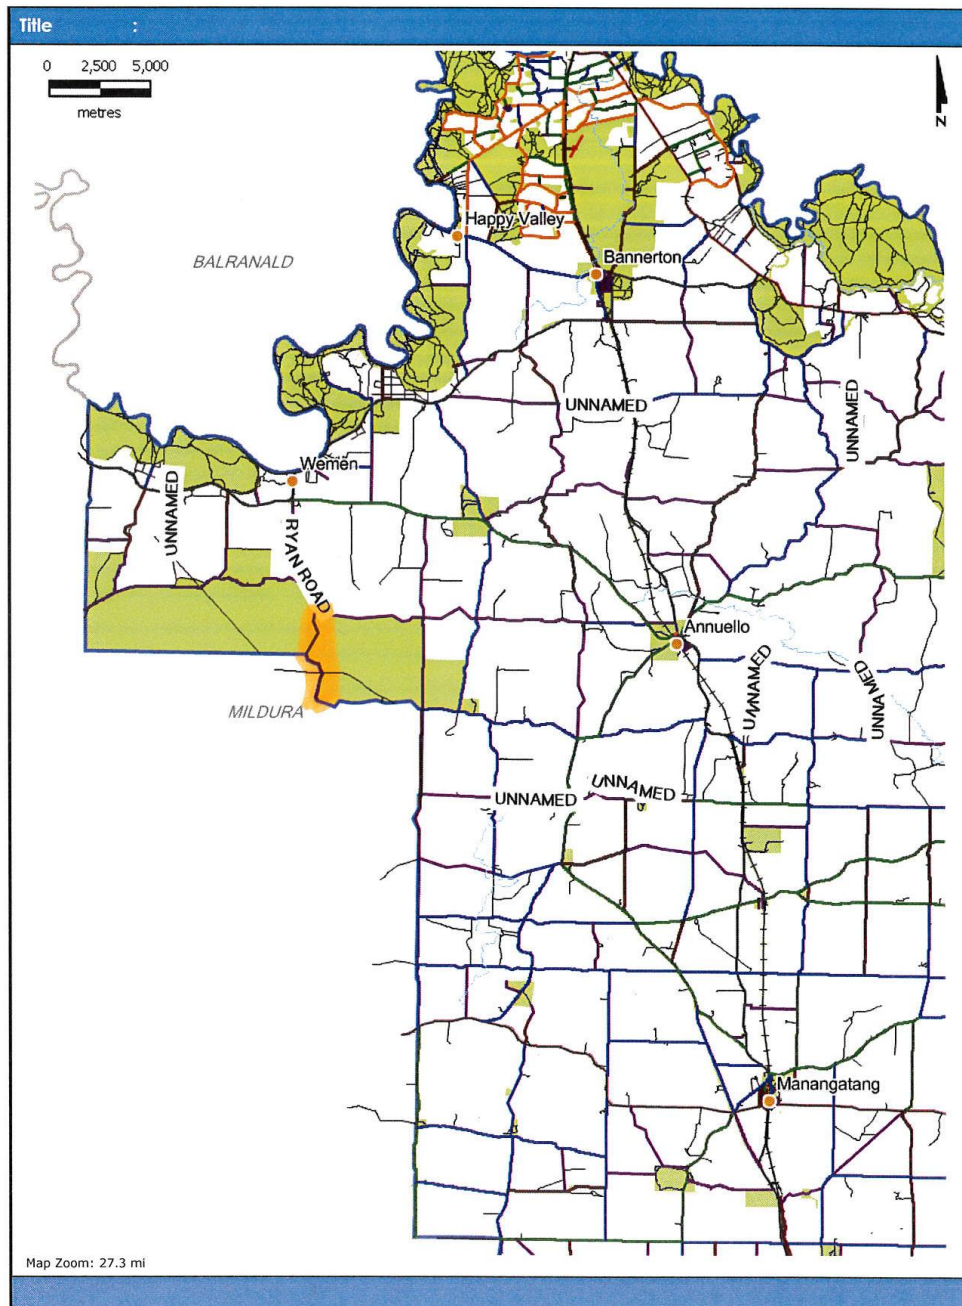 Title :
0 2,500 5,000
metres
N
Happy Valley
BALRANALD
Bannerton
UNNAMED
UNNAMED
Wemen
UNNAMED
RYAN ROAD
Annuello
UNNAMED
UNNAMED
MILDURA
UNNAMED
UNNAMED
Manangatang
Map Zoom: 27.3 mi